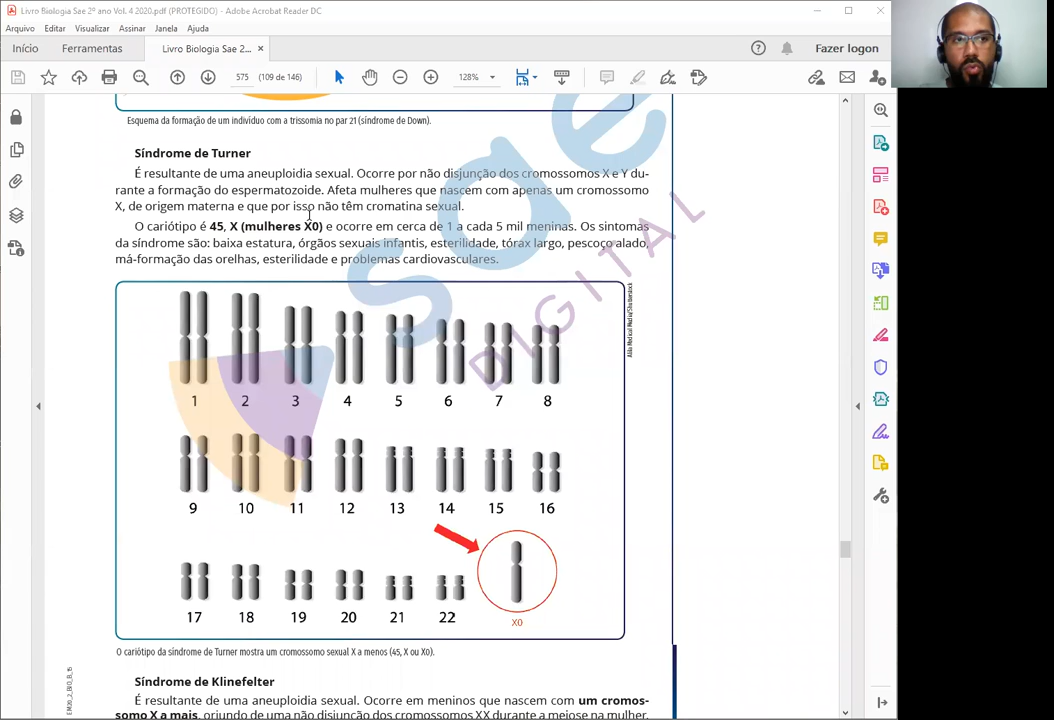 Livro Biologia Sae 2º ano Vol. 4 2020.pdf (PROTEGIDO) - Adobe Acrobat Reader DC
Arquivo Editar Visualizar Assinar Janela Ajuda
Início Ferramentas Livro Biologia Sae 2... × Fazer logon
575 (109 de 146) 128%
Esquema da formação de um indivíduo com a trissomia no par 21 (síndrome de Down).
Síndrome de Turner
É resultante de uma aneuploidia sexual. Ocorre por não disjunção dos cromossomos X e Y du-
rante a formação do espermatozoide. Afeta mulheres que nascem com apenas um cromossomo
X, de origem materna e que por isso não têm cromatina sexual.
O cariótipo é 45, X (mulheres X0) e ocorre em cerca de 1 a cada 5 mil meninas. Os sintomas
da síndrome são: baixa estatura, órgãos sexuais infantis, esterilidade, tórax largo, pescoço alado,
má-formação das orelhas, esterilidade e problemas cardiovasculares.
sae
DIGITAL
1 2 3 4 5 6 7 8
9 10 11 12 13 14 15 16
17 18 19 20 21 22 X0
O cariótipo da síndrome de Turner mostra um cromossomo sexual X a menos (45, X ou X0).
Síndrome de Klinefelter
É resultante de uma aneuploidia sexual. Ocorre em meninos que nascem com um cromos-
somo X a mais, oriundo de uma não disjunção dos cromossomos XX durante a meiose na mulher.
EM20_2_BIO_B_15